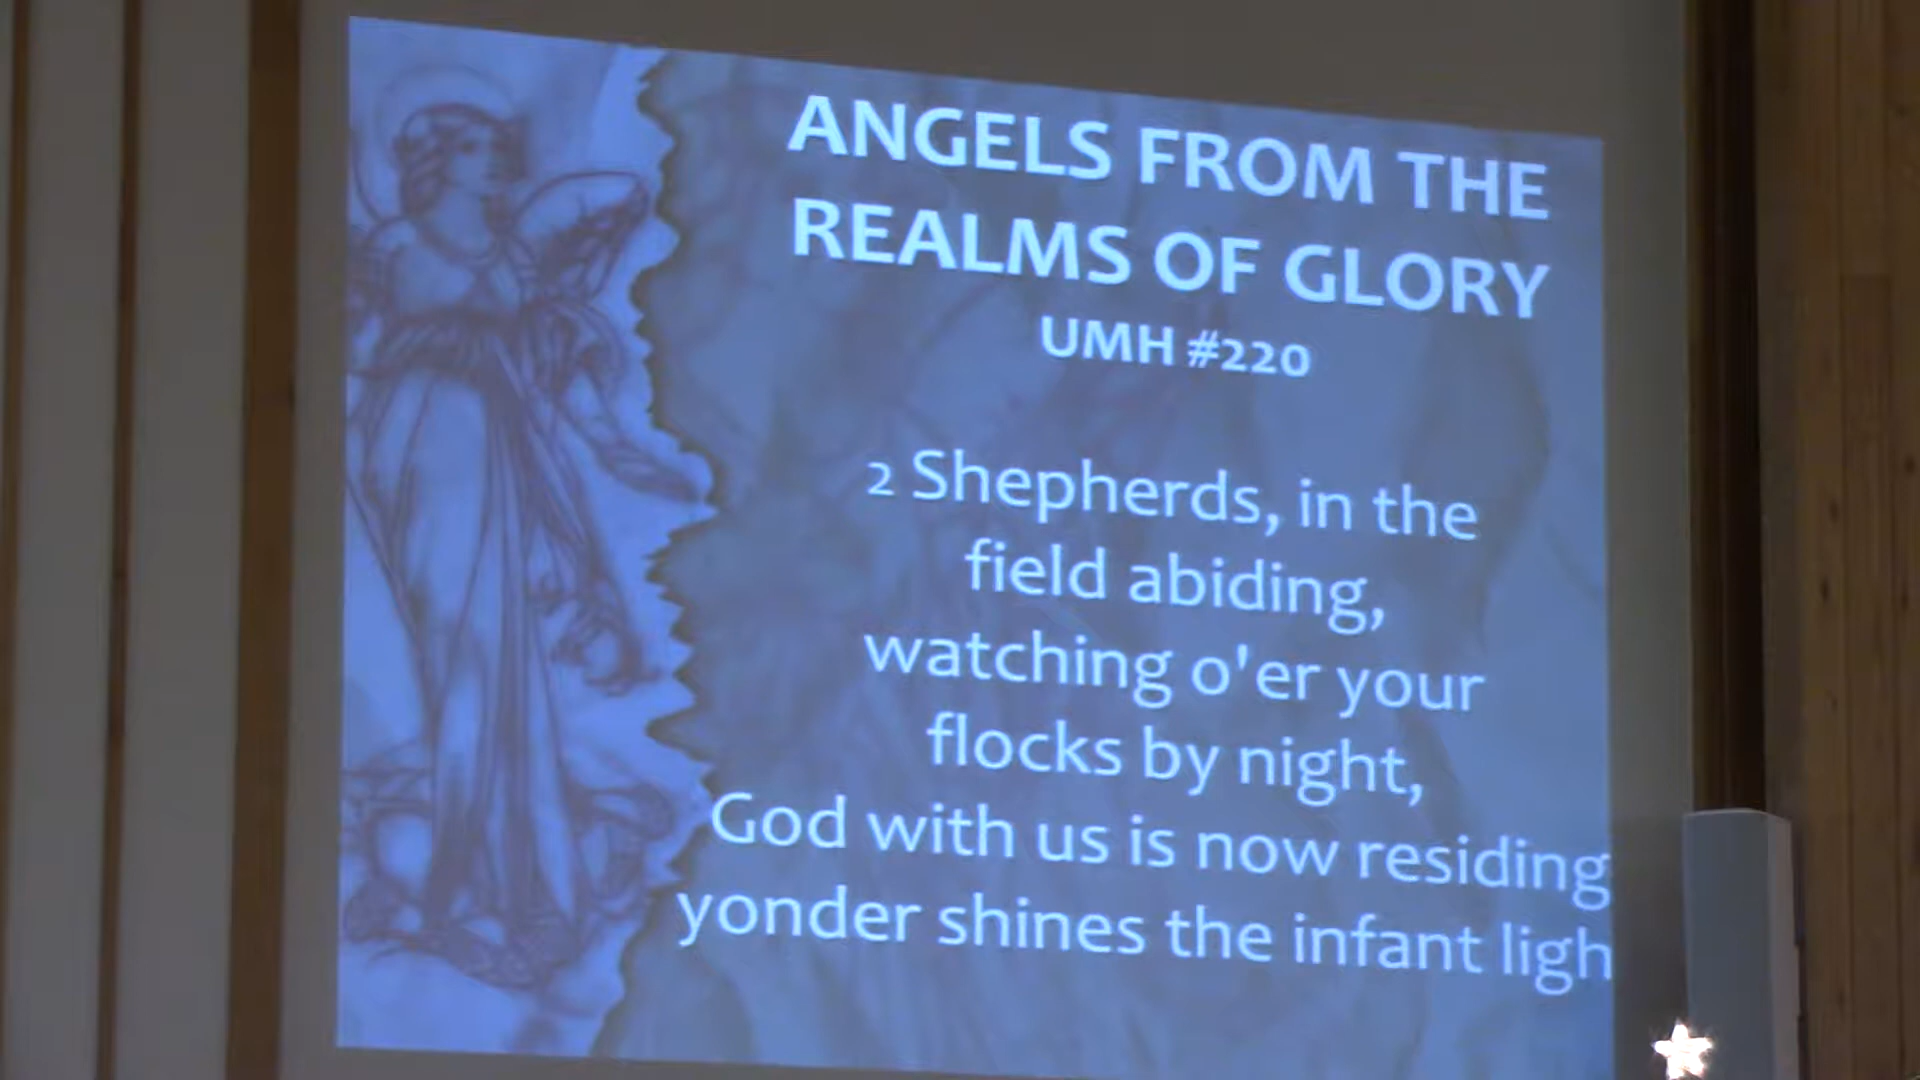 ANGELS FROM THE
REALMS OF GLORY
UMH #220
2 Shepherds, in the
field abiding,
watching o'er your
flocks by night,
God with us is now residing
yonder shines the infant ligh